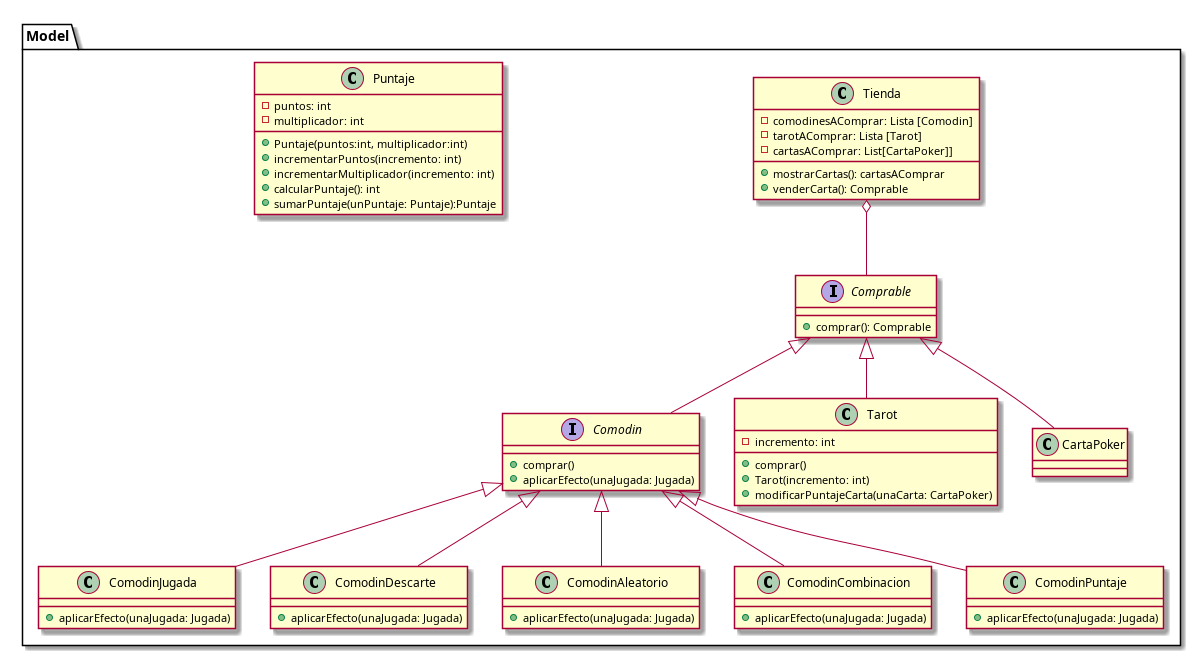 Model
Puntaje
puntos: int
multiplicador: int
Puntaje(puntos:int, multiplicador:int)
incrementarPuntos(incremento: int)
incrementarMultiplicador(incremento: int)
calcularPuntaje(): int
sumarPuntaje(unPuntaje: Puntaje):Puntaje
C Tienda
comodinesAComprar: Lista [Comodin]
tarotAComprar: Lista [Tarot]
cartasAComprar: List[CartaPoker]]
mostrarCartas(): cartasAComprar
venderCarta(): Comprable
I Comprable
comprar(): Comprable
I Comodin
comprar()
aplicarEfecto(unaJugada: Jugada)
C Tarot
incremento: int
comprar()
Tarot(incremento: int)
modificarPuntajeCarta(unaCarta: CartaPoker)
C CartaPoker
C ComodinJugada
aplicarEfecto(unaJugada: Jugada)
C ComodinDescarte
aplicarEfecto(unaJugada: Jugada)
C ComodinAleatorio
aplicarEfecto(unaJugada: Jugada)
C ComodinCombinacion
aplicarEfecto(unaJugada: Jugada)
C ComodinPuntaje
aplicarEfecto(unaJugada: Jugada)